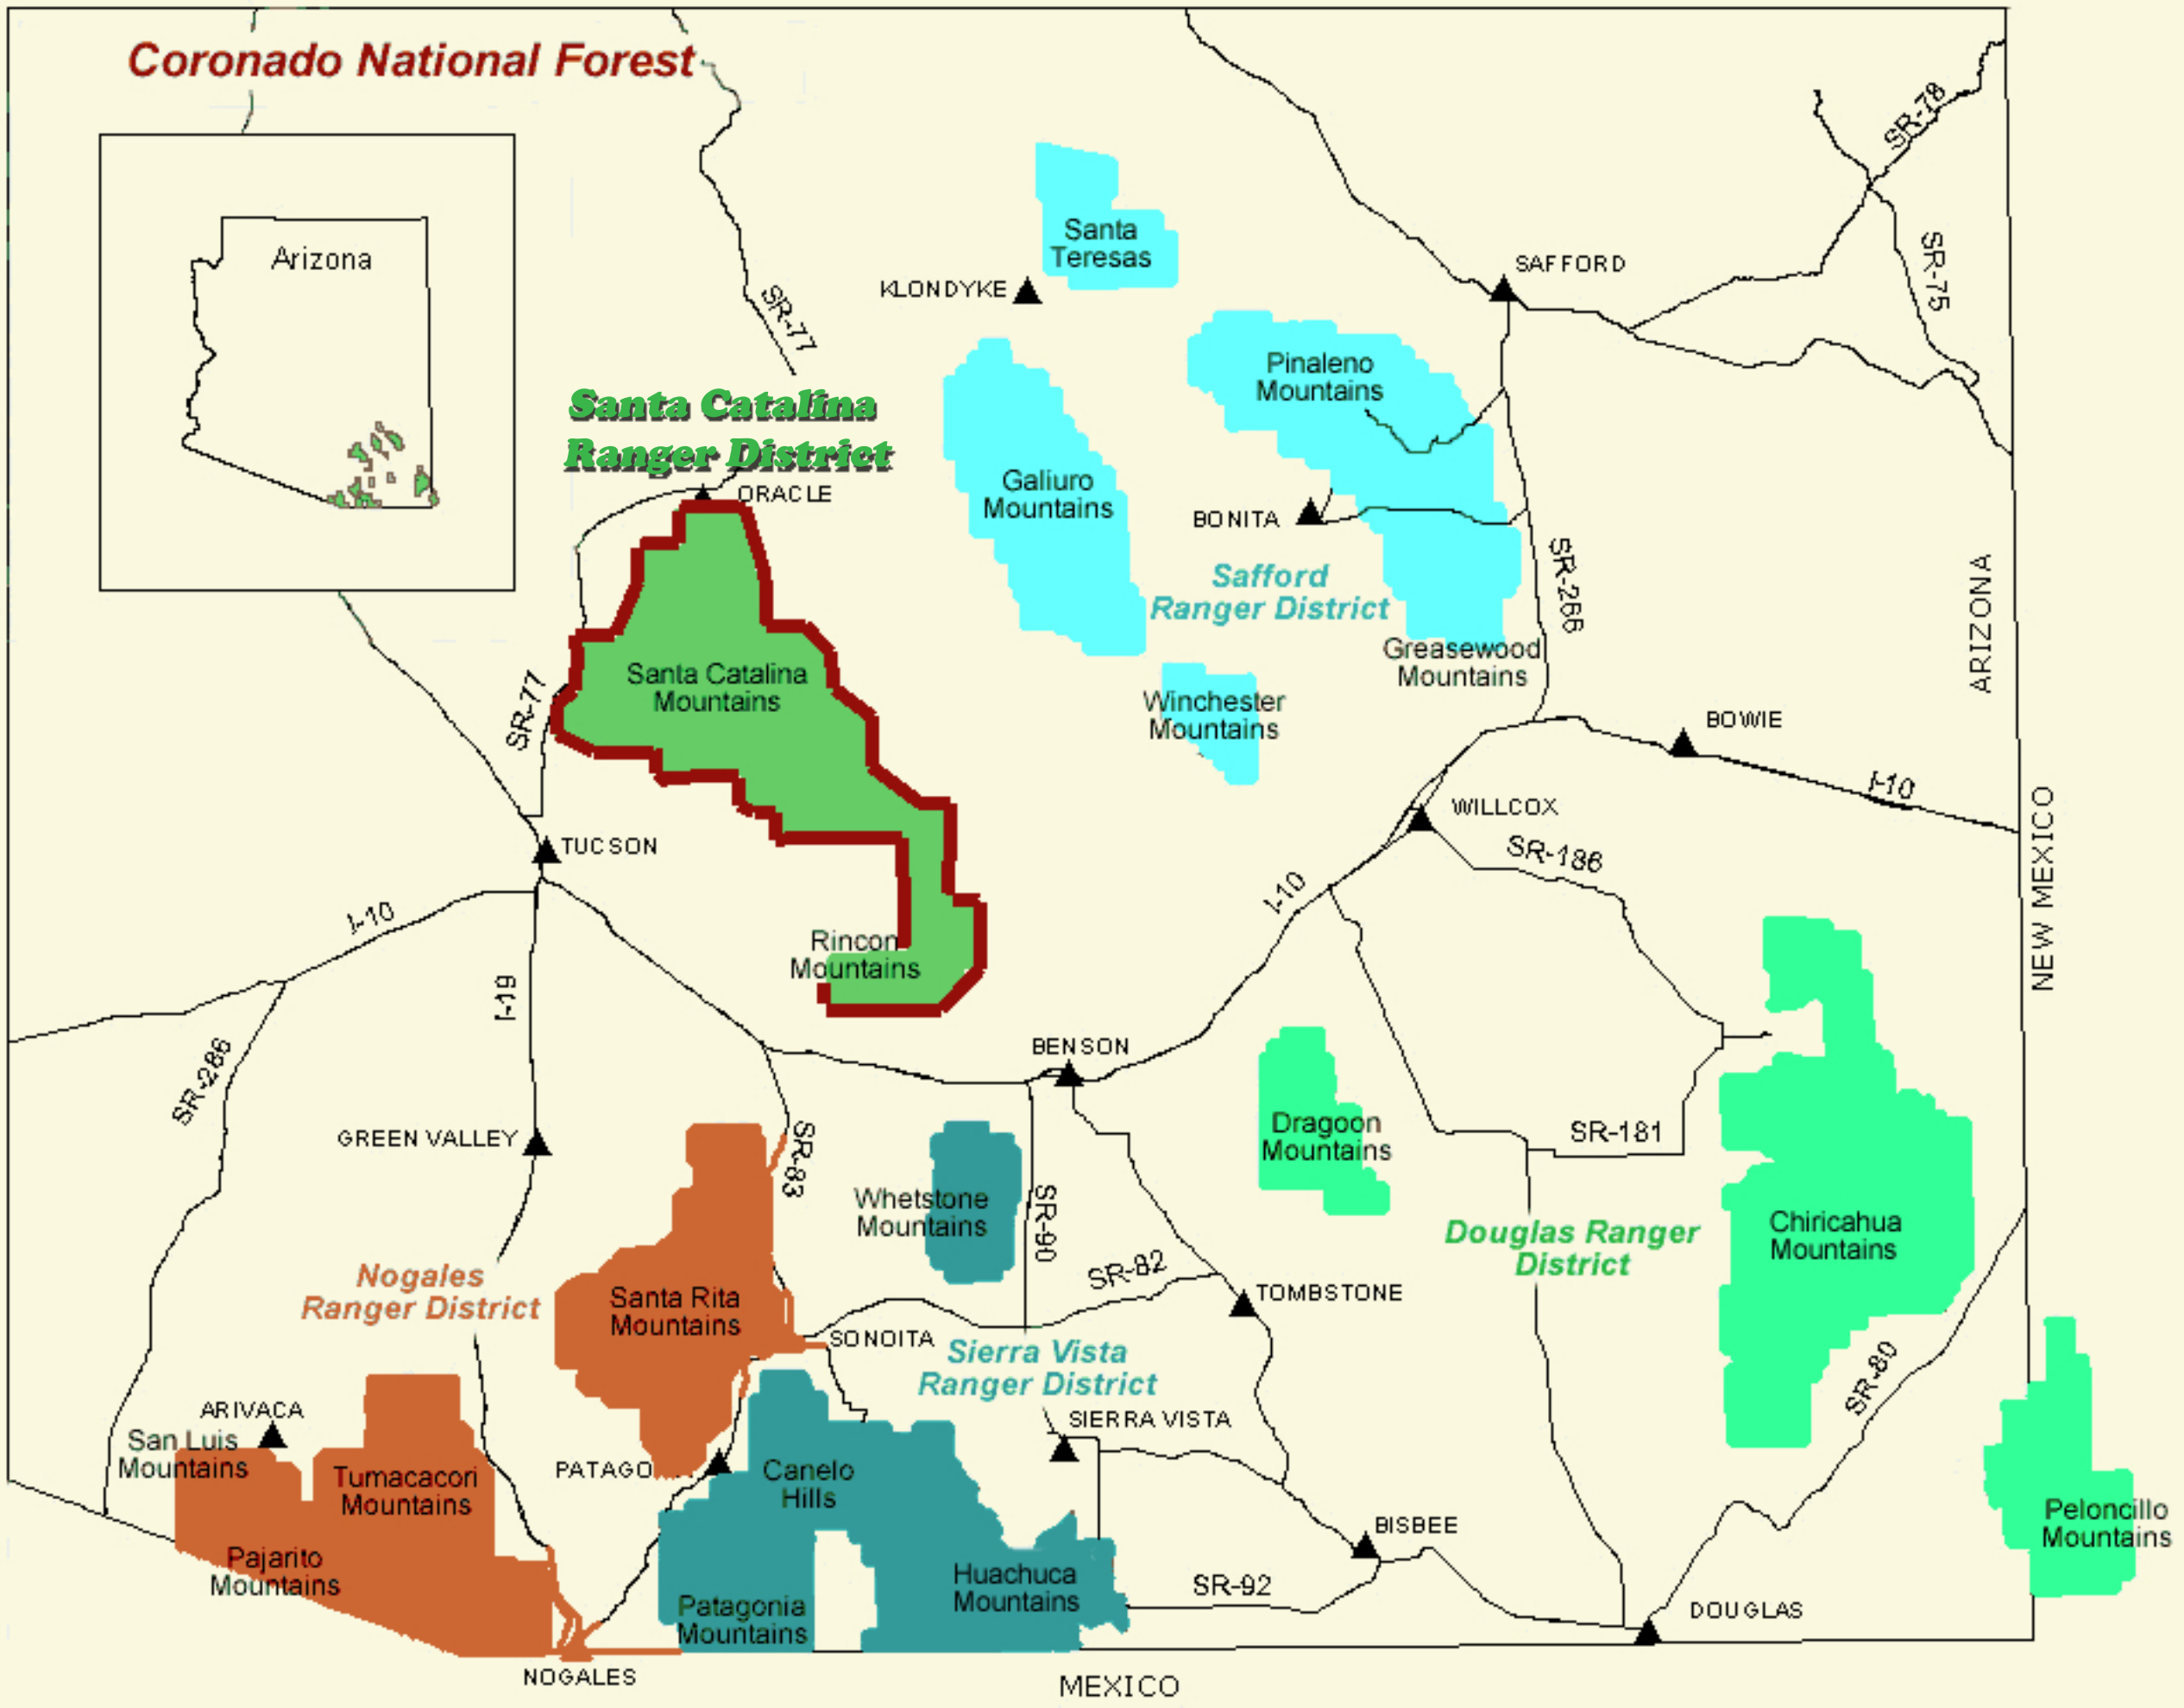 Coronado National Forest
Arizona
SR-77
Santa Catalina
Ranger District
ORACLE
Santa Catalina
Mountains
SR-77
Rincon
Mountains
TUCSON
I-10
I-19
SR-286
KLONDYKE
Santa
Teresas
Galiuro
Mountains
Pinaleno
Mountains
BONITA
Safford
Ranger District
Greasewood
Mountains
Winchester
Mountains
SAFFORD
SR-78
SR-75
SR-266
ARIZONA
NEW MEXICO
BOWIE
I-10
WILLCOX
SR-186
I-10
BENSON
Dragoon
Mountains
SR-181
Douglas Ranger
District
Chiricahua
Mountains
SR-80
Peloncillo
Mountains
GREEN VALLEY
SR-83
Whetstone
Mountains
SR-90
SR-82
TOMBSTONE
Nogales
Ranger District
Santa Rita
Mountains
SONOITA
Sierra Vista
Ranger District
SIERRA VISTA
ARIVACA
San Luis
Mountains
Tumacacori
Mountains
Pajarito
Mountains
PATAGO
Canelo
Hills
Patagonia
Mountains
Huachuca
Mountains
BISBEE
SR-92
DOUGLAS
NOGALES
MEXICO